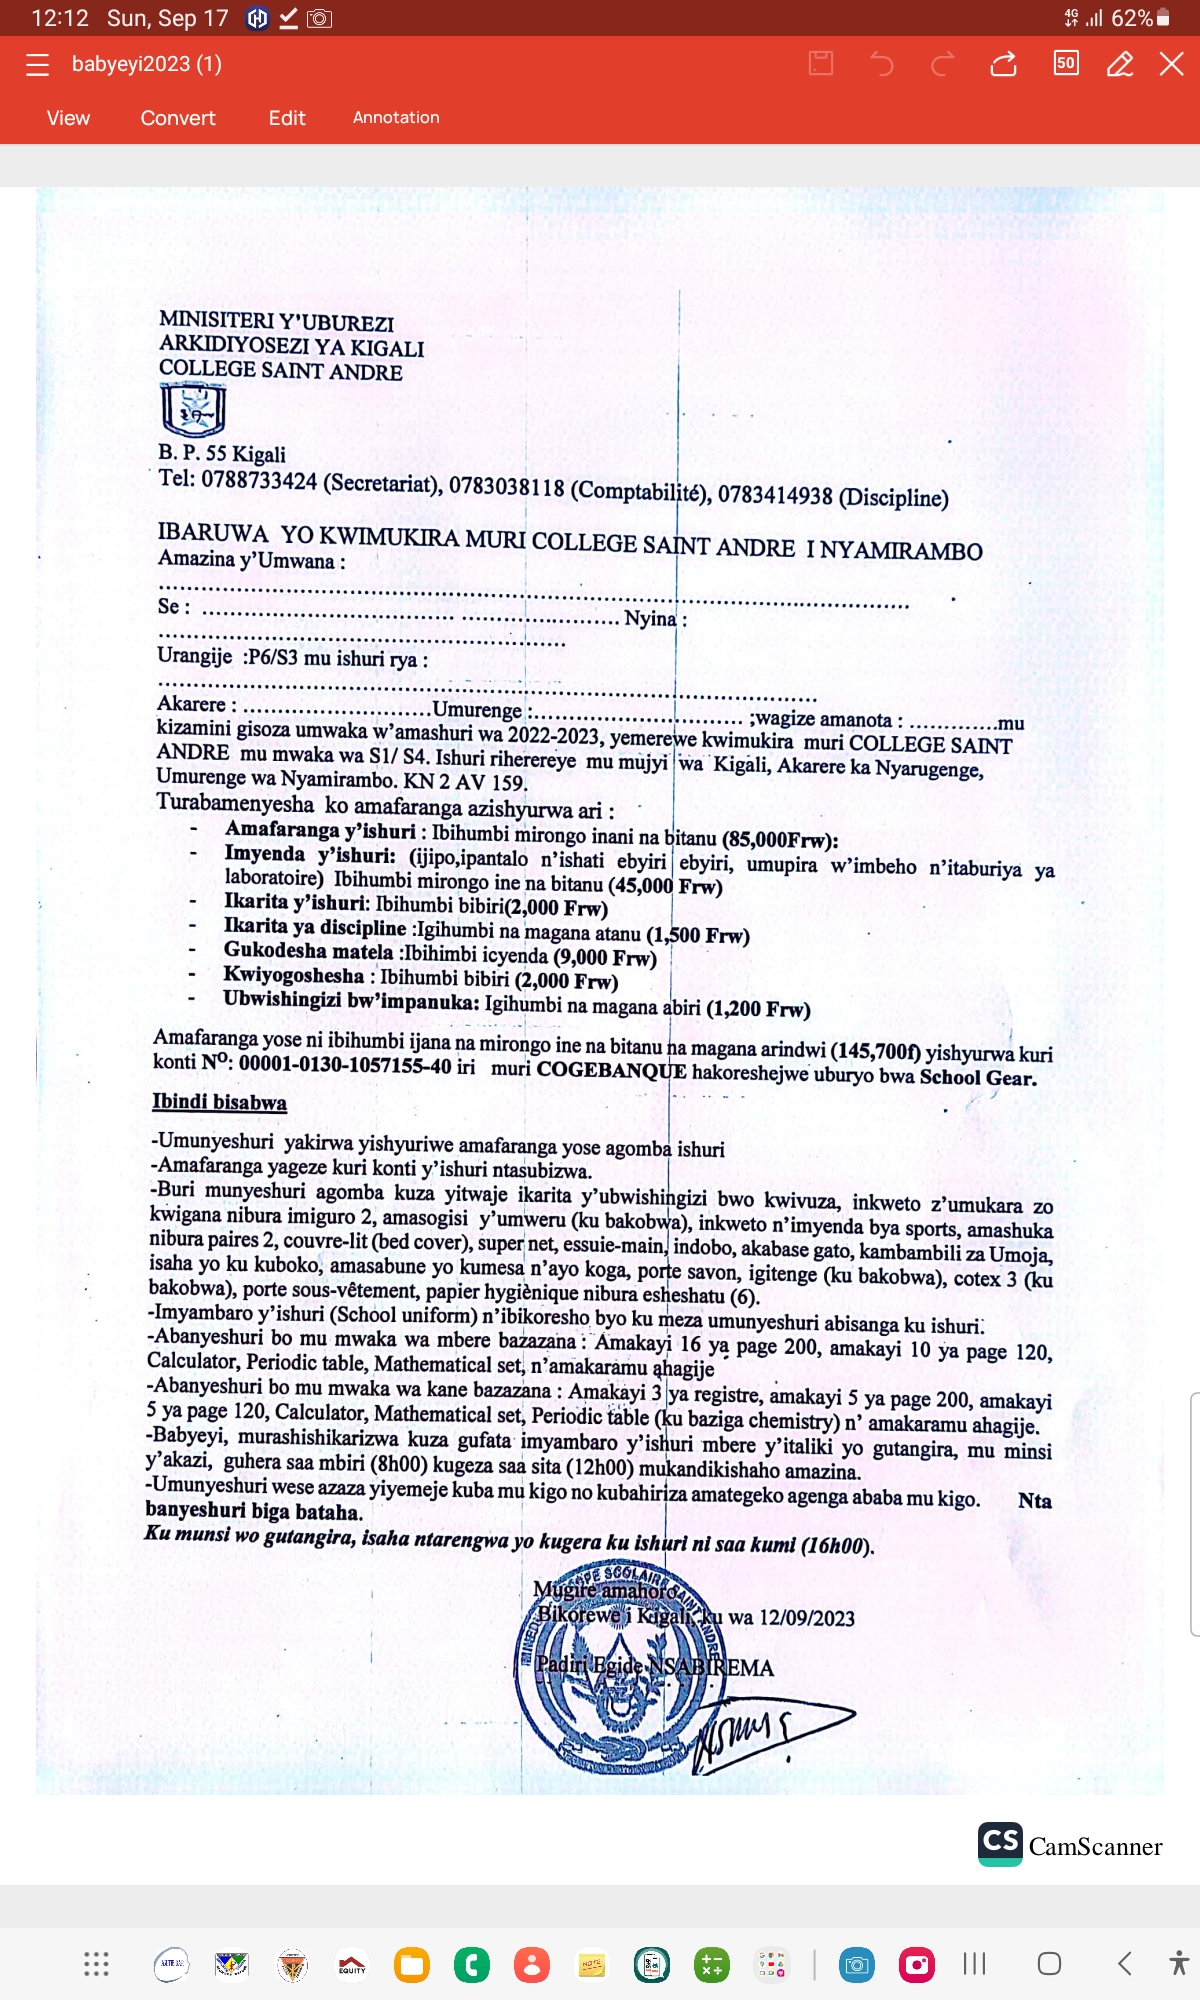 12:12 Sun, Sep 17
4G 62%
babyeyi2023 (1)
50
View Convert Edit Annotation
MINISITERI Y'UBUREZI
ARKIDIYOSEZI YA KIGALI
COLLEGE SAINT ANDRE
B. P. 55 Kigali
Tel: 0788733424 (Secretariat), 0783038118 (Comptabilité), 0783414938 (Discipline)
IBARUWA YO KWIMUKIRA MURI COLLEGE SAINT ANDRE I NYAMIRAMBO
Amazina y'Umwana :
..........................................................................................................
Se : .................................... ....................... Nyina :
..........................................................
Urangije :P6/S3 mu ishuri rya :
..............................................................................................
Akarere : ...........................Umurenge :.............................. ;wagize amanota : .............mu
kizamini gisoza umwaka w'amashuri wa 2022-2023, yemerewe kwimukira muri COLLEGE SAINT
ANDRE mu mwaka wa S1/ S4. Ishuri riherereye mu mujyi wa Kigali, Akarere ka Nyarugenge,
Umurenge wa Nyamirambo. KN 2 AV 159.
Turabamenyesha ko amafaranga azishyurwa ari :
- Amafaranga y'ishuri : Ibihumbi mirongo inani na bitanu (85,000Frw):
- Imyenda y'ishuri: (ijipo,ipantalo n'ishati ebyiri ebyiri, umupira w'imbeho n'itaburiya ya
laboratoire) Ibihumbi mirongo ine na bitanu (45,000 Frw)
- Ikarita y'ishuri: Ibihumbi bibiri(2,000 Frw)
- Ikarita ya discipline :Igihumbi na magana atanu (1,500 Frw)
- Gukodesha matela :Ibihimbi icyenda (9,000 Frw)
- Kwiyogoshesha : Ibihumbi bibiri (2,000 Frw)
- Ubwishingizi bw'impanuka: Igihumbi na magana abiri (1,200 Frw)
Amafaranga yose ni ibihumbi ijana na mirongo ine na bitanu na magana arindwi (145,700f) yishyurwa kuri
konti Nº: 00001-0130-1057155-40 iri muri COGEBANQUE hakoreshejwe uburyo bwa School Gear.
Ibindi bisabwa
-Umunyeshuri yakirwa yishyuriwe amafaranga yose agomba ishuri
-Amafaranga yageze kuri konti y'ishuri ntasubizwa.
-Buri munyeshuri agomba kuza yitwaje ikarita y'ubwishingizi bwo kwivuza, inkweto z'umukara zo
kwigana nibura imiguro 2, amasogisi y'umweru (ku bakobwa), inkweto n'imyenda bya sports, amashuka
nibura paires 2, couvre-lit (bed cover), super net, essuie-main, indobo, akabase gato, kambambili za Umoja,
isaha yo ku kuboko, amasabune yo kumesa n'ayo koga, porte savon, igitenge (ku bakobwa), cotex 3 (ku
bakobwa), porte sous-vêtement, papier hygiènique nibura esheshatu (6).
-Imyambaro y'ishuri (School uniform) n'ibikoresho byo ku meza umunyeshuri abisanga ku ishuri.
-Abanyeshuri bo mu mwaka wa mbere bazazana : Amakayi 16 ya page 200, amakayi 10 ya page 120,
Calculator, Periodic table, Mathematical set, n'amakaramu ahagije
-Abanyeshuri bo mu mwaka wa kane bazazana : Amakayi 3 ya registre, amakayi 5 ya page 200, amakayi
5 ya page 120, Calculator, Mathematical set, Periodic table (ku baziga chemistry) n' amakaramu ahagije.
-Babyeyi, murashishikarizwa kuza gufata imyambaro y'ishuri mbere y'italiki yo gutangira, mu minsi
y'akazi, guhera saa mbiri (8h00) kugeza saa sita (12h00) mukandikishaho amazina.
-Umunyeshuri wese azaza yiyemeje kuba mu kigo no kubahiriza amategeko agenga ababa mu kigo. Nta
banyeshuri biga bataha.
Ku munsi wo gutangira, isaha ntarengwa yo kugera ku ishuri ni saa kumi (16h00).
Mugire amahoro
Bikorewe i Kigali, ku wa 12/09/2023
Padiri Egide NSABIREMA
CS CamScanner
EQUITY
NOTE